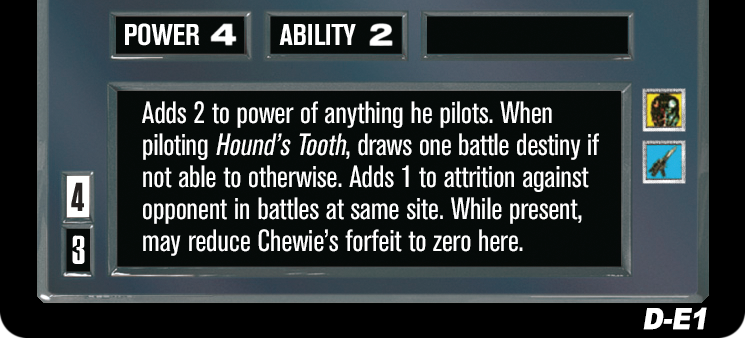 POWER 4 ABILITY 2
Adds 2 to power of anything he pilots. When
piloting Hound's Tooth, draws one battle destiny if
not able to otherwise. Adds 1 to attrition against
opponent in battles at same site. While present,
may reduce Chewie's forfeit to zero here.
4
3
D-E1